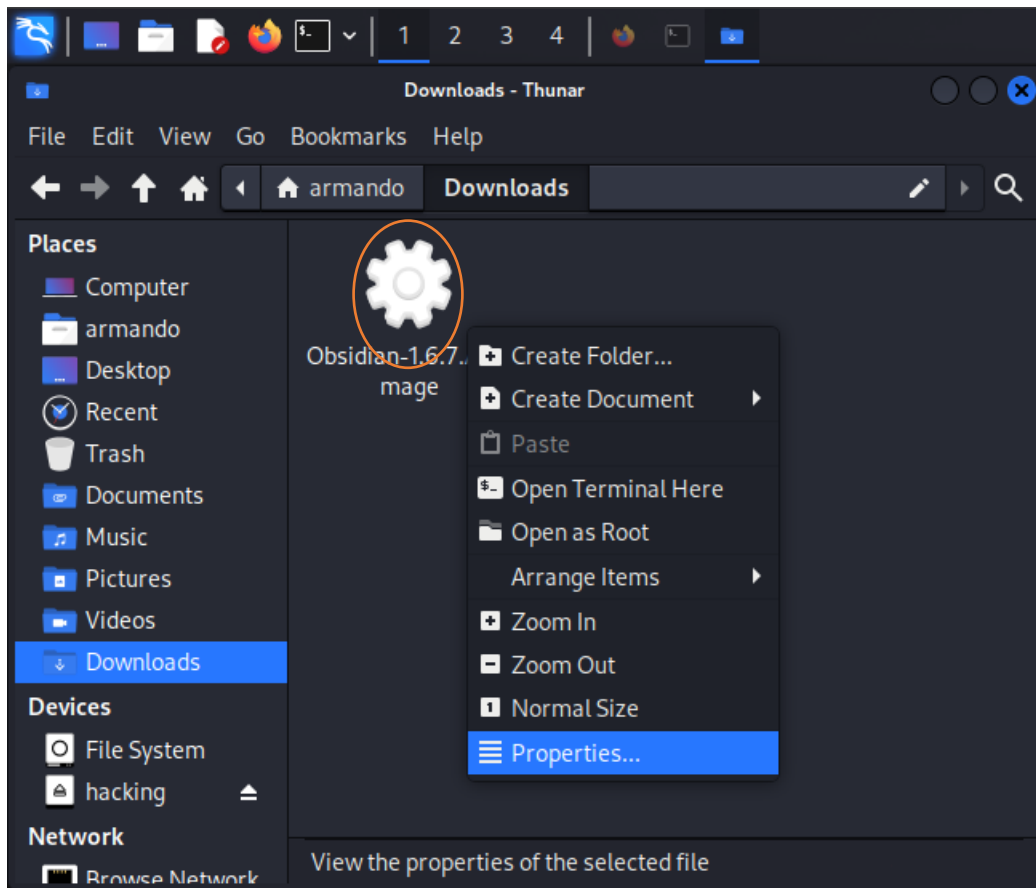 1 2 3 4
Downloads - Thunar
File Edit View Go Bookmarks Help
armando Downloads
Places
Computer
armando
Desktop
Recent
Trash
Documents
Music
Pictures
Videos
Downloads
Devices
File System
hacking
Network
Browse Network
Obsidian-1.6.7.
mage
Create Folder...
Create Document
Paste
Open Terminal Here
Open as Root
Arrange Items
Zoom In
Zoom Out
Normal Size
Properties...
View the properties of the selected file